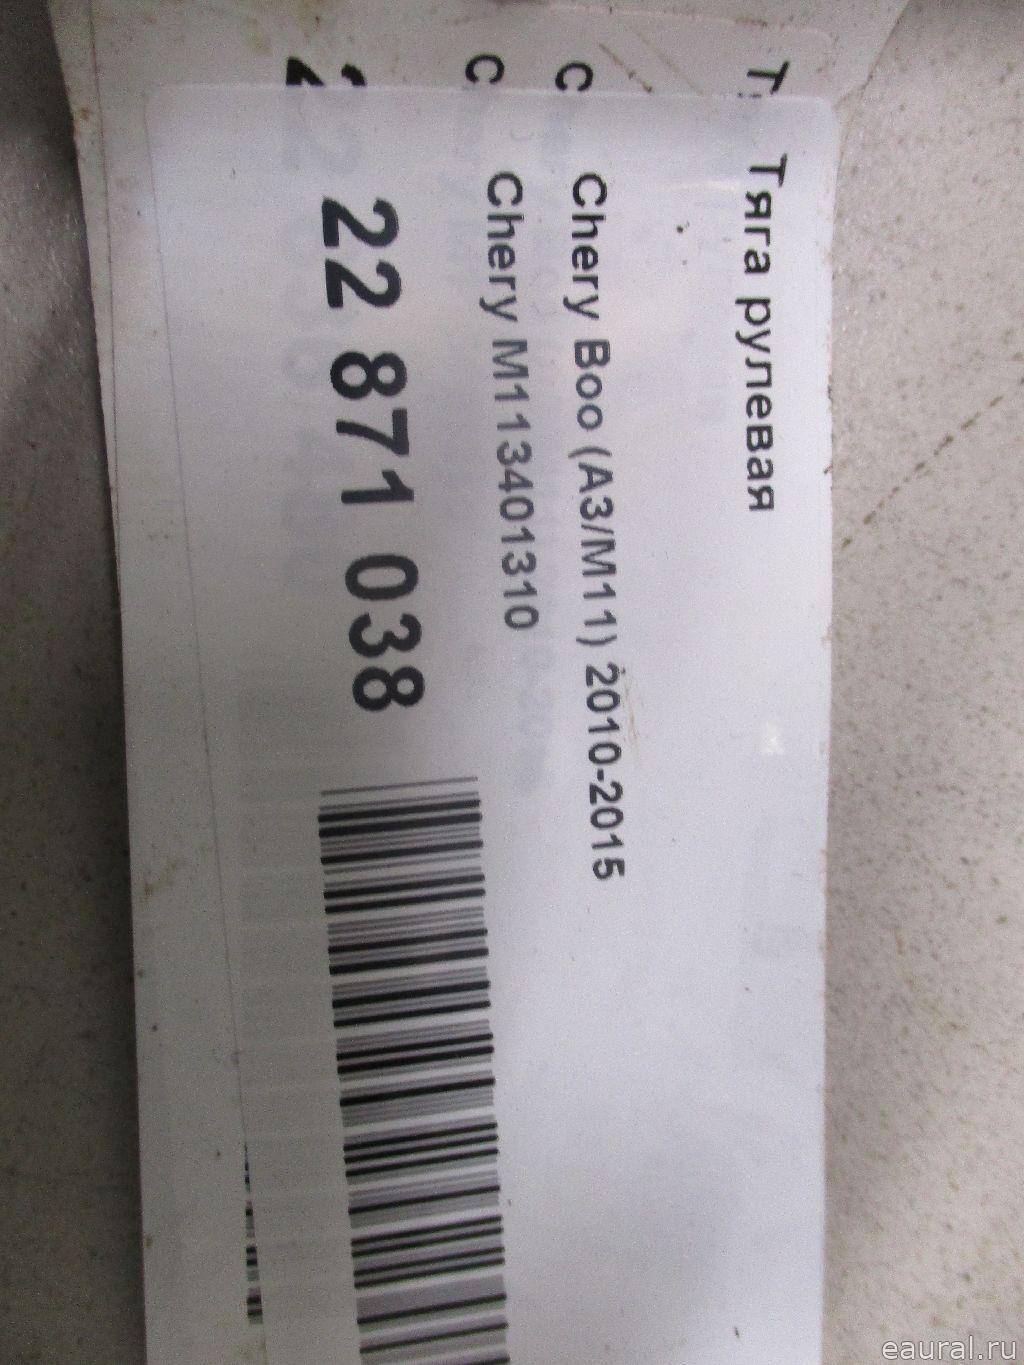 Тяга рулевая
Chery Boo (A3/M11) 2010-2015
Chery M113401310
22 871 038
eaural.ru